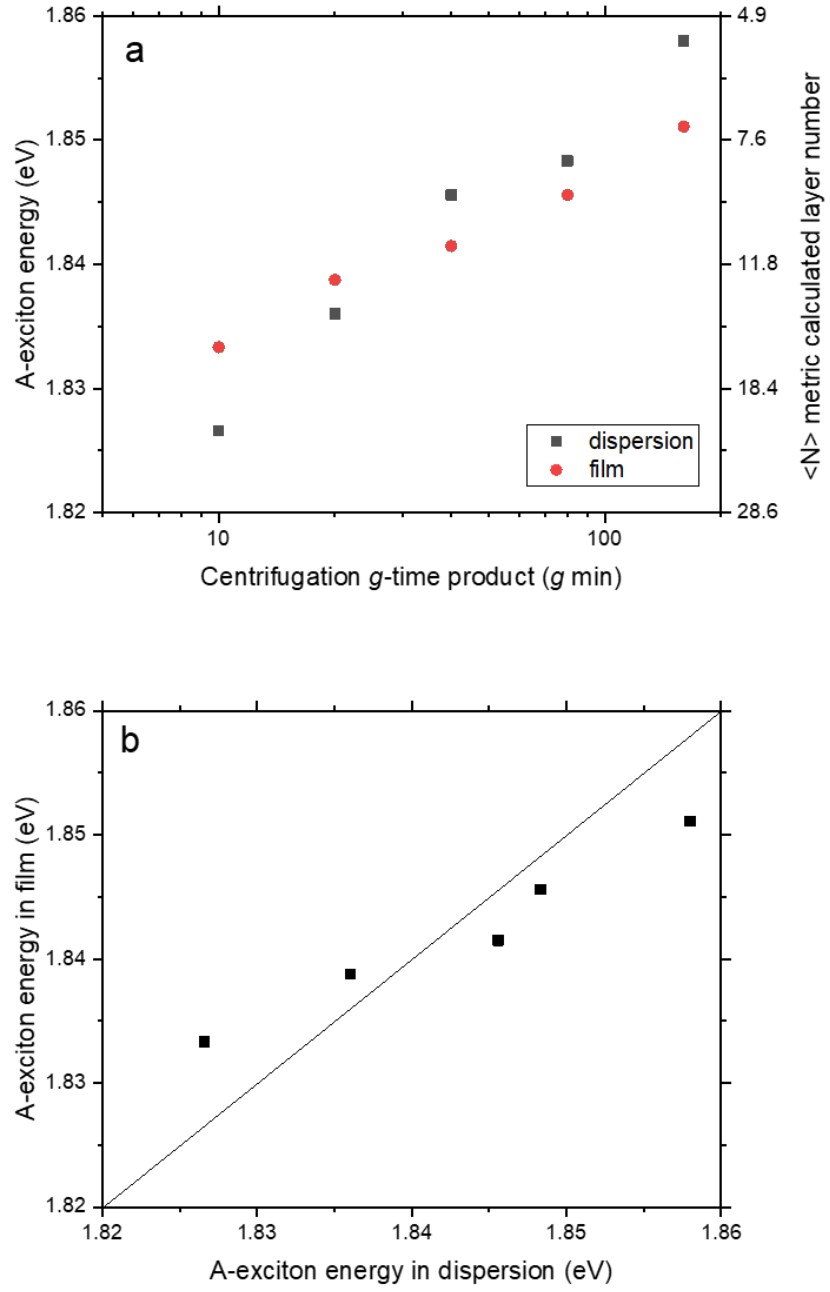 a
1.86
1.85
1.84
1.83
1.82
A-exciton energy (eV)
4.9
7.6
11.8
18.4
28.6
<N> metric calculated layer number
dispersion
film
10
100
Centrifugation g-time product (g min)
b
1.86
1.85
1.84
1.83
1.82
A-exciton energy in film (eV)
1.82
1.83
1.84
1.85
1.86
A-exciton energy in dispersion (eV)